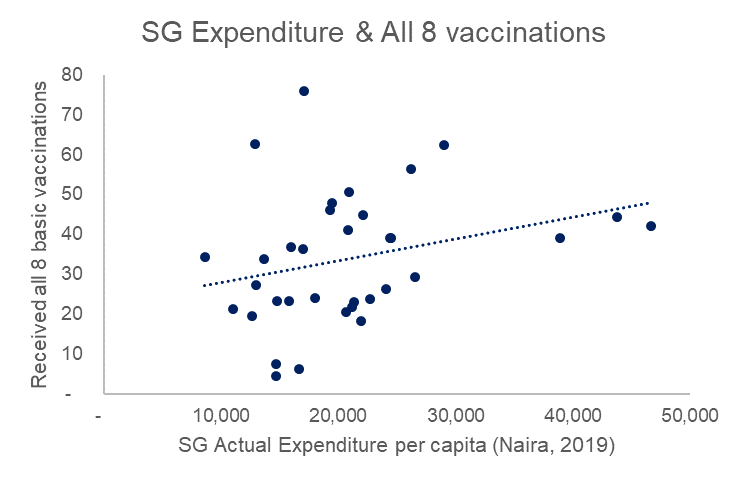 SG Expenditure & All 8 vaccinations
Received all 8 basic vaccinations
80
70
60
50
40
30
20
10
-
- 10,000 20,000 30,000 40,000 50,000
SG Actual Expenditure per capita (Naira, 2019)